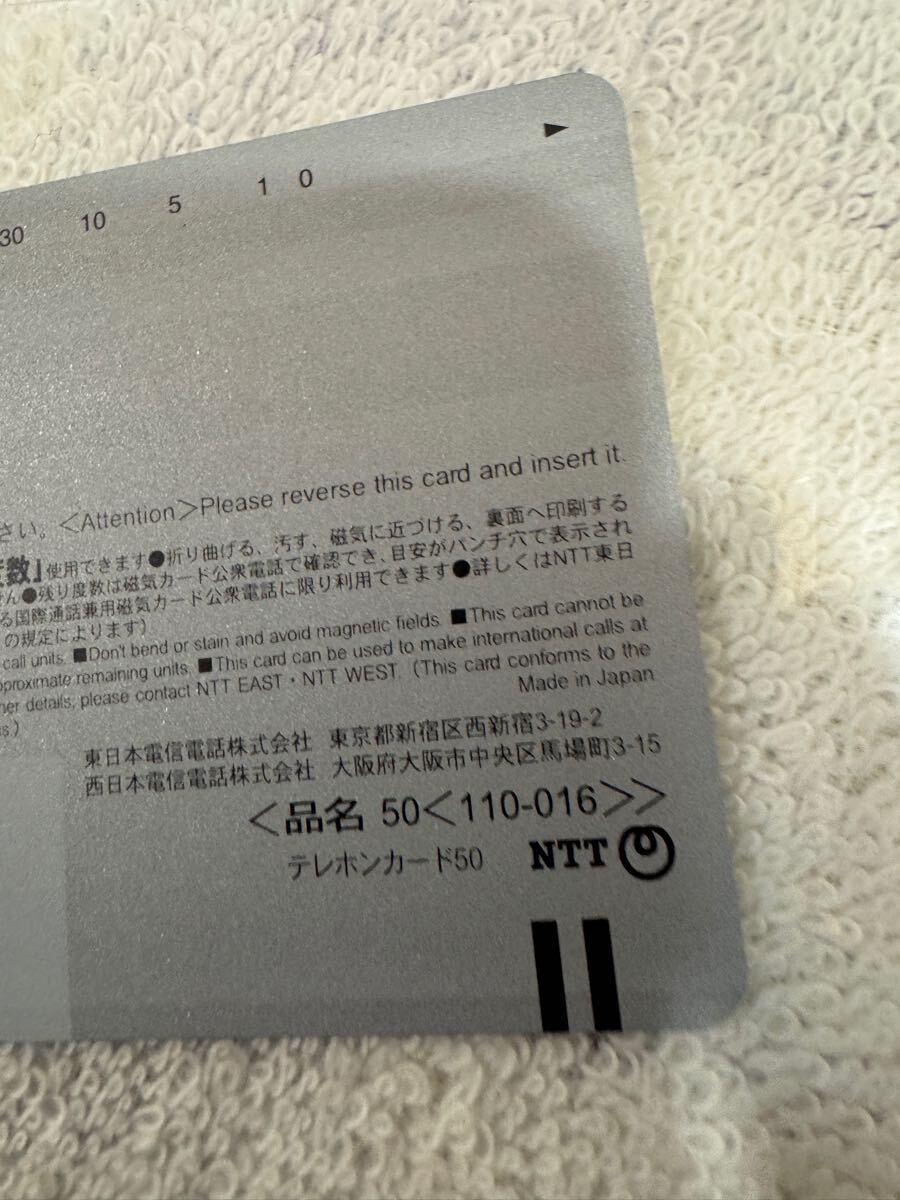 30 10 5 1 0
さい。<Attention>Please reverse this card and insert it.
数』使用できます●折り曲げる、汚す、磁気に近づける、裏面へ印刷する
ん●残り度数は磁気カード公衆電話で確認でき、目安がパンチ穴で表示され
る国際通話兼用磁気カード公衆電話に限り利用できます●詳しくはNTT東日
の規定によります)
call units. ■Don't bend or stain and avoid magnetic fields. ■This card cannot be
pproximate remaining units. ■This card can be used to make international calls at
her details, please contact NTT EAST・NTT WEST. (This card conforms to the
s.)
Made in Japan
東日本電信電話株式会社 東京都新宿区西新宿3-19-2
西日本電信電話株式会社 大阪府大阪市中央区馬場町3-15
<品名 50<110-016>>
テレホンカード50 NTT